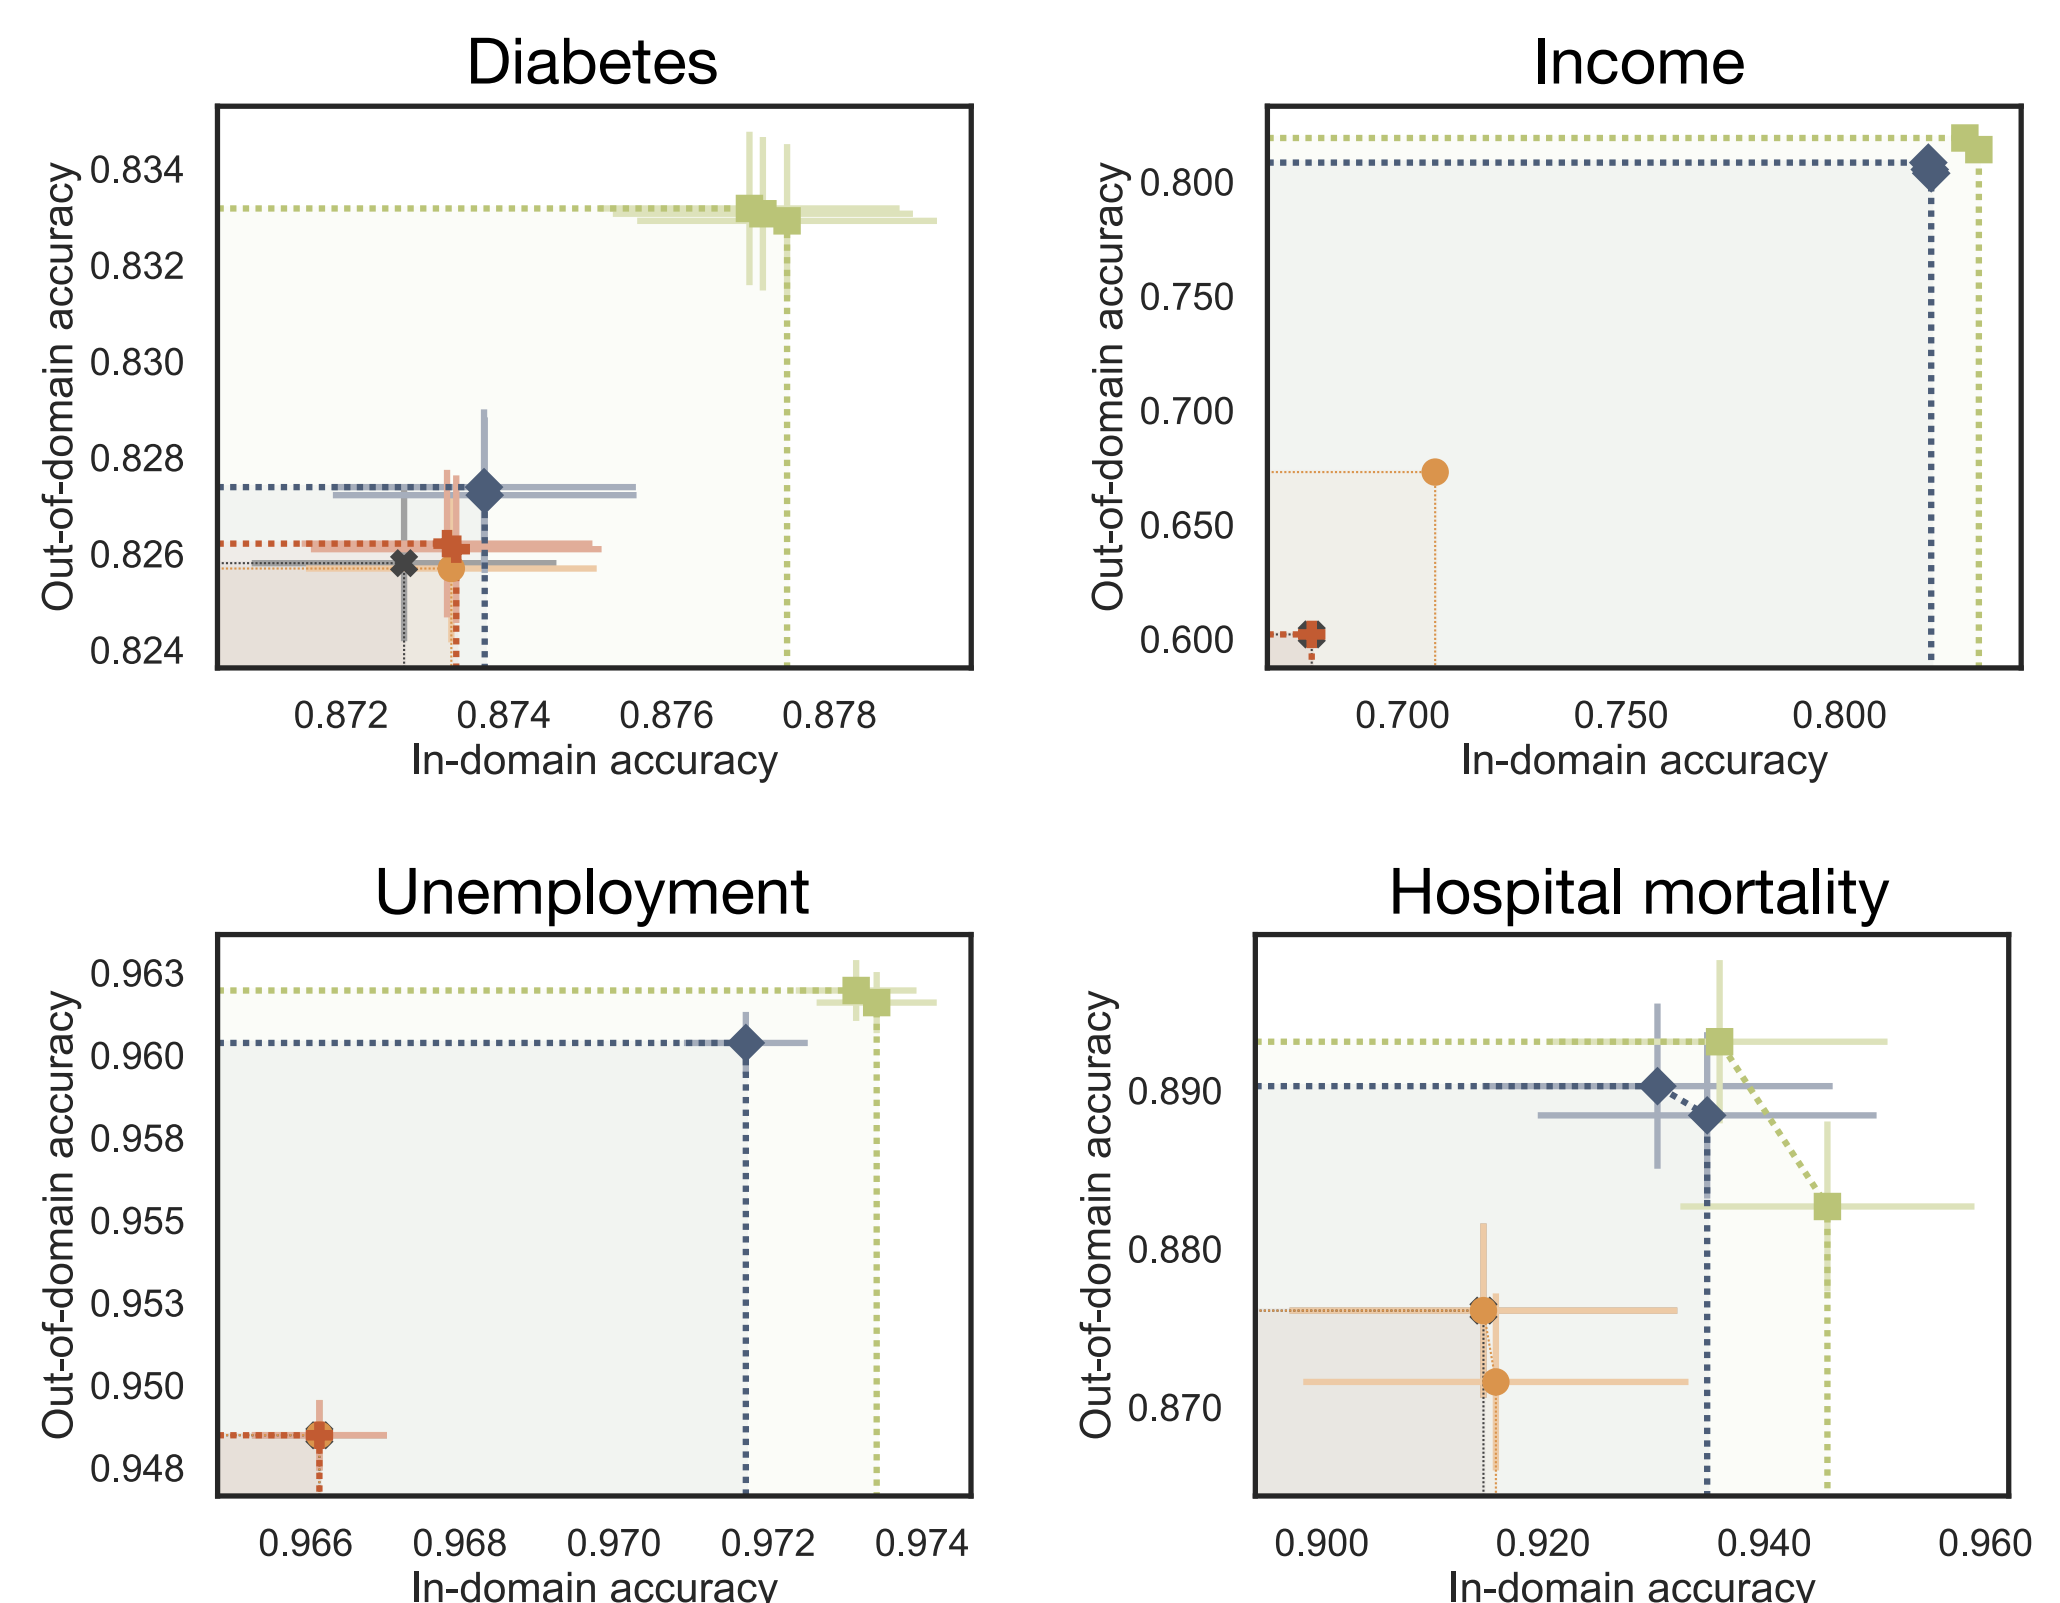 Diabetes
Out-of-domain accuracy
0.834
0.832
0.830
0.828
0.826
0.824
0.872 0.874 0.876 0.878
In-domain accuracy
Income
Out-of-domain accuracy
0.800
0.750
0.700
0.650
0.600
0.700 0.750 0.800
In-domain accuracy
Unemployment
Out-of-domain accuracy
0.963
0.960
0.958
0.955
0.953
0.950
0.948
0.966 0.968 0.970 0.972 0.974
In-domain accuracy
Hospital mortality
Out-of-domain accuracy
0.890
0.880
0.870
0.900 0.920 0.940 0.960
In-domain accuracy